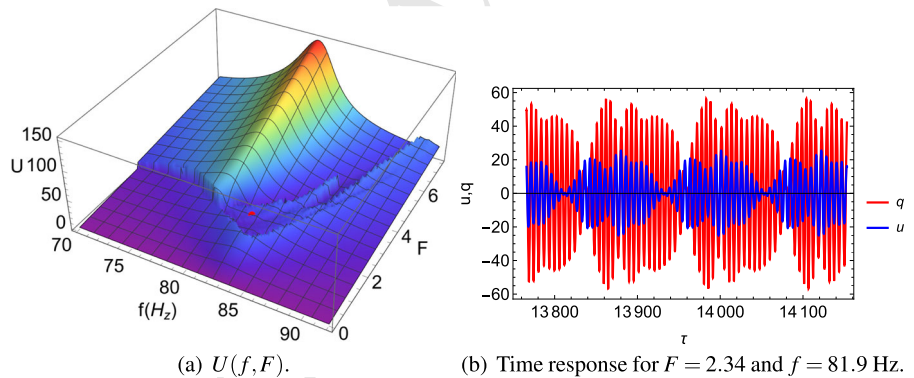 150
U 100
50
0
70
75
80
f(Hz)
85
90
0
2
4
F
6
(a) U(f,F).
60
40
20
0
−20
−40
−60
u,q
13 800
13 900
14 000
14 100
τ
q
u
(b) Time response for F = 2.34 and f = 81.9 Hz.